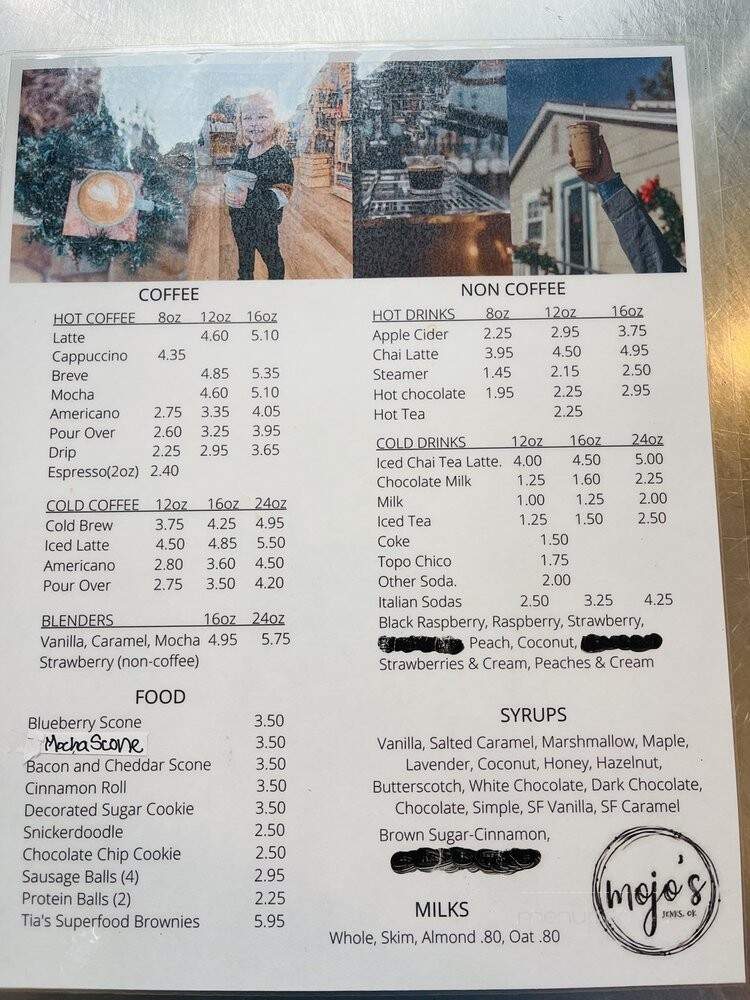 COFFEE
HOT COFFEE 8oz 12oz 16oz
Latte 4.60 5.10
Cappuccino 4.35
Breve 4.85 5.35
Mocha 4.60 5.10
Americano 2.75 3.35 4.05
Pour Over 2.60 3.25 3.95
Drip 2.25 2.95 3.65
Espresso(2oz) 2.40
COLD COFFEE 12oz 16oz 24oz
Cold Brew 3.75 4.25 4.95
Iced Latte 4.50 4.85 5.50
Americano 2.80 3.60 4.50
Pour Over 2.75 3.50 4.20
BLENDERS 16oz 24oz
Vanilla, Caramel, Mocha 4.95 5.75
Strawberry (non-coffee)
FOOD
Blueberry Scone 3.50
Mocha Scone 3.50
Bacon and Cheddar Scone 3.50
Cinnamon Roll 3.50
Decorated Sugar Cookie 3.50
Snickerdoodle 2.50
Chocolate Chip Cookie 2.50
Sausage Balls (4) 2.95
Protein Balls (2) 2.25
Tia's Superfood Brownies 5.95
NON COFFEE
HOT DRINKS 8oz 12oz 16oz
Apple Cider 2.25 2.95 3.75
Chai Latte 3.95 4.50 4.95
Steamer 1.45 2.15 2.50
Hot chocolate 1.95 2.25 2.95
Hot Tea 2.25
COLD DRINKS 12oz 16oz 24oz
Iced Chai Tea Latte. 4.00 4.50 5.00
Chocolate Milk 1.25 1.60 2.25
Milk 1.00 1.25 2.00
Iced Tea 1.25 1.50 2.50
Coke 1.50
Topo Chico 1.75
Other Soda. 2.00
Italian Sodas 2.50 3.25 4.25
Black Raspberry, Raspberry, Strawberry,
Peach, Coconut,
Strawberries & Cream, Peaches & Cream
SYRUPS
Vanilla, Salted Caramel, Marshmallow, Maple,
Lavender, Coconut, Honey, Hazelnut,
Butterscotch, White Chocolate, Dark Chocolate,
Chocolate, Simple, SF Vanilla, SF Caramel
Brown Sugar-Cinnamon,
MILKS
Whole, Skim, Almond .80, Oat .80
mojo's
JENKS, OK